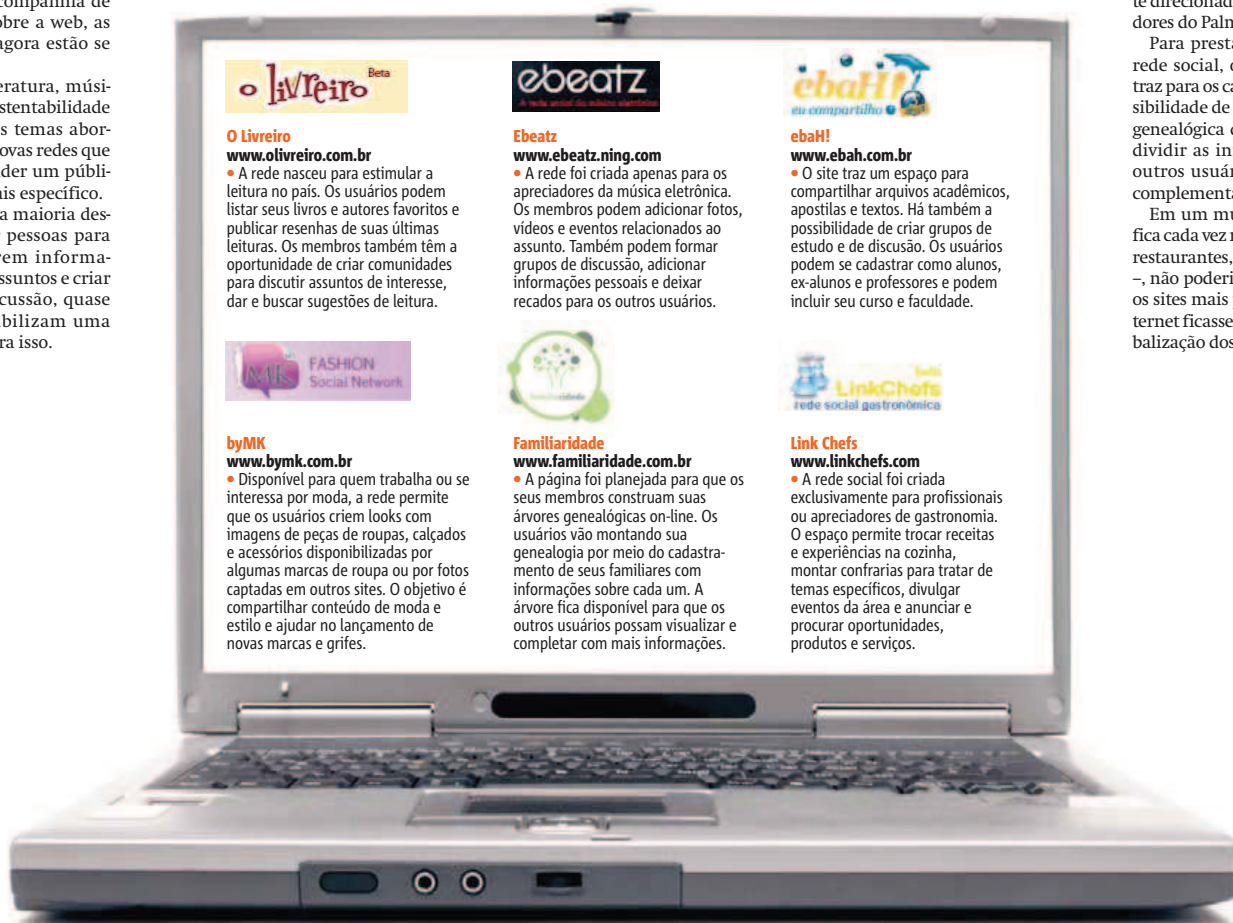 ompanhia de
obre a web, as
agora estão se
eratura, músi-
stentabilidade
s temas abor-
ovas redes que
der um públi-
ais específico.
a maioria des-
pessoas para
rem informa-
ssuntos e criar
cussão, quase
ibilizam uma
ra isso.
o livreiro Beta
O Livreiro
www.olivreiro.com.br
• A rede nasceu para estimular a
leitura no país. Os usuários podem
listar seus livros e autores favoritos e
publicar resenhas de suas últimas
leituras. Os membros também têm a
oportunidade de criar comunidades
para discutir assuntos de interesse,
dar e buscar sugestões de leitura.
ebeatz
A rede social da música eletrônica
Ebeatz
www.ebeatz.ning.com
• A rede foi criada apenas para os
apreciadores da música eletrônica.
Os membros podem adicionar fotos,
vídeos e eventos relacionados ao
assunto. Também podem formar
grupos de discussão, adicionar
informações pessoais e deixar
recados para os outros usuários.
ebaH!
eu compartilho
ebaH!
www.ebah.com.br
• O site traz um espaço para
compartilhar arquivos acadêmicos,
apostilas e textos. Há também a
possibilidade de criar grupos de
estudo e de discusão. Os usuários
podem se cadastrar como alunos,
ex-alunos e professores e podem
incluir seu curso e faculdade.
MK FASHION
Social Network
byMK
www.bymk.com.br
• Disponível para quem trabalha ou se
interessa por moda, a rede permite
que os usuários criem looks com
imagens de peças de roupas, calçados
e acessórios disponibilizadas por
algumas marcas de roupa ou por fotos
captadas em outros sites. O objetivo é
compartilhar conteúdo de moda e
estilo e ajudar no lançamento de
novas marcas e grifes.
familiaridade
Familiaridade
www.familiaridade.com.br
• A página foi planejada para que os
seus membros construam suas
árvores genealógicas on-line. Os
usuários vão montando sua
genealogia por meio do cadastra-
mento de seus familiares com
informações sobre cada um. A
árvore fica disponível para que os
outros usuários possam visualizar e
completar com mais informações.
LinkChefs
rede social gastronômica
Link Chefs
www.linkchefs.com
• A rede social foi criada
exclusivamente para profissionais
ou apreciadores de gastronomia.
O espaço permite trocar receitas
e experiências na cozinha,
montar confrarias para tratar de
temas específicos, divulgar
eventos da área e anunciar e
procurar oportunidades,
produtos e serviços.
te direcionad
dores do Palm
Para presta
rede social, o
traz para os ca
sibilidade de
genealógica
dividir as in
outros usuár
complementa
Em um mu
fica cada vez
restaurantes,
–, não poderi
os sites mais
ternet ficasse
balização dos